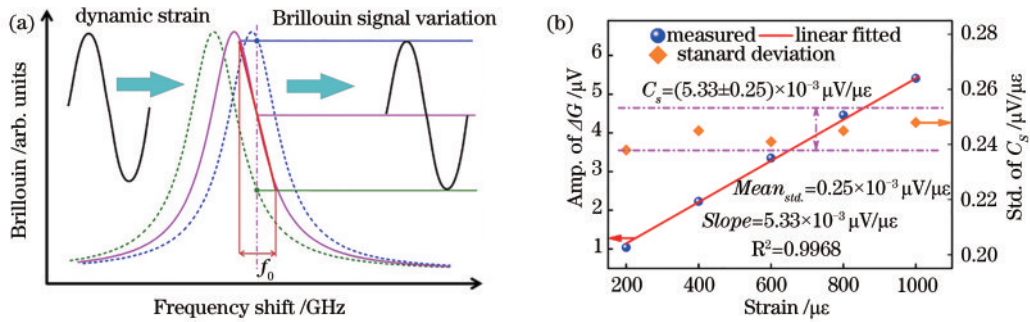 (a)
dynamic strain
Brillouin signal variation
Brillouin /arb. units
f₀
Frequency shift /GHz
(b)
measured
linear fitted
stanard deviation
Cₛ=(5.33±0.25)×10⁻³ μV/με
Meanstd.=0.25×10⁻³ μV/με
Slope=5.33×10⁻³ μV/με
R²=0.9968
Amp. of ΔG /μV
6
5
4
3
2
1
200 400 600 800 1000
Strain /με
0.28
0.26
0.24
0.22
0.20
Std. of Cₛ /μV/με